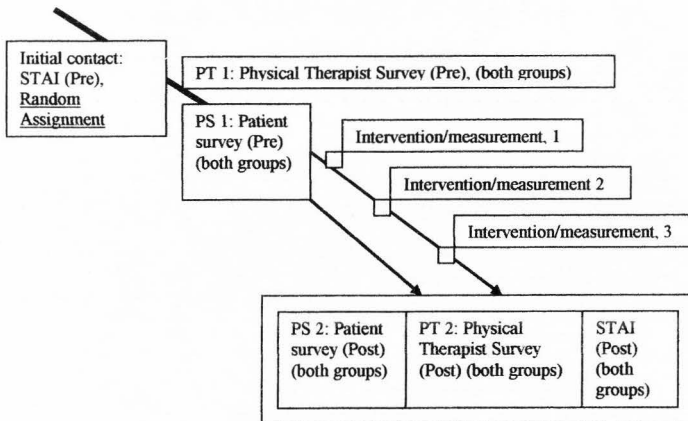 Initial contact:
STAI (Pre),
Random
Assignment
PT 1: Physical Therapist Survey (Pre), (both groups)
PS 1: Patient
survey (Pre)
(both groups)
Intervention/measurement, 1
Intervention/measurement 2
Intervention/measurement, 3
PS 2: Patient
survey (Post)
(both groups)
PT 2: Physical
Therapist Survey
(Post) (both groups)
STAI
(Post)
(both
groups)